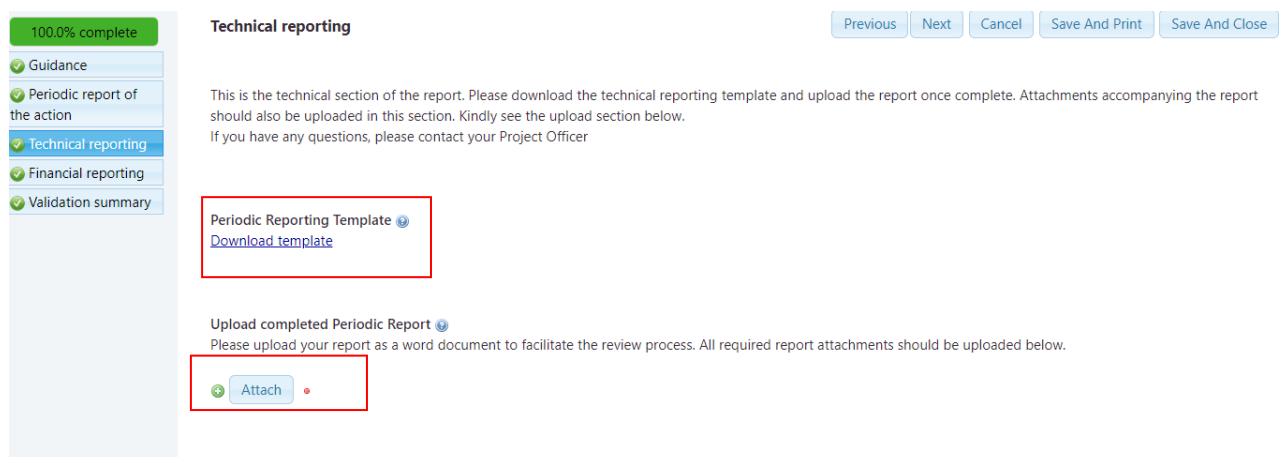 100.0% complete
Guidance
Periodic report of
the action
Technical reporting
Financial reporting
Validation summary
Technical reporting
Previous
Next
Cancel
Save And Print
Save And Close
This is the technical section of the report. Please download the technical reporting template and upload the report once complete. Attachments accompanying the report
should also be uploaded in this section. Kindly see the upload section below.
If you have any questions, please contact your Project Officer
Periodic Reporting Template
Download template
Upload completed Periodic Report
Please upload your report as a word document to facilitate the review process. All required report attachments should be uploaded below.
Attach